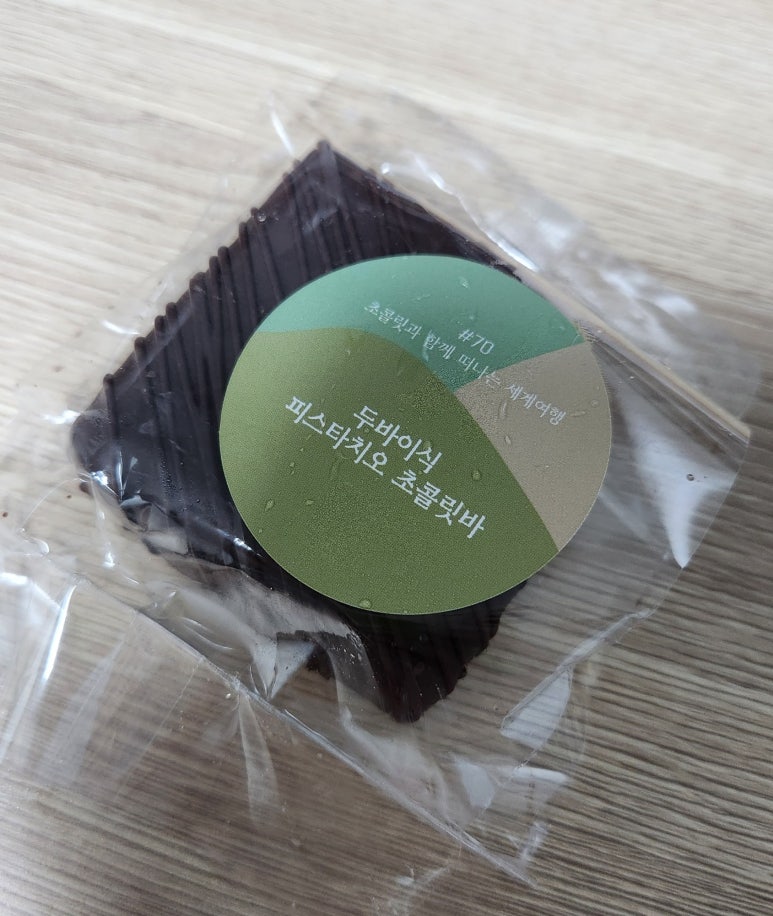 #70
초콜릿과 함께 떠나는 세계여행
두바이식
피스타치오 초콜릿바